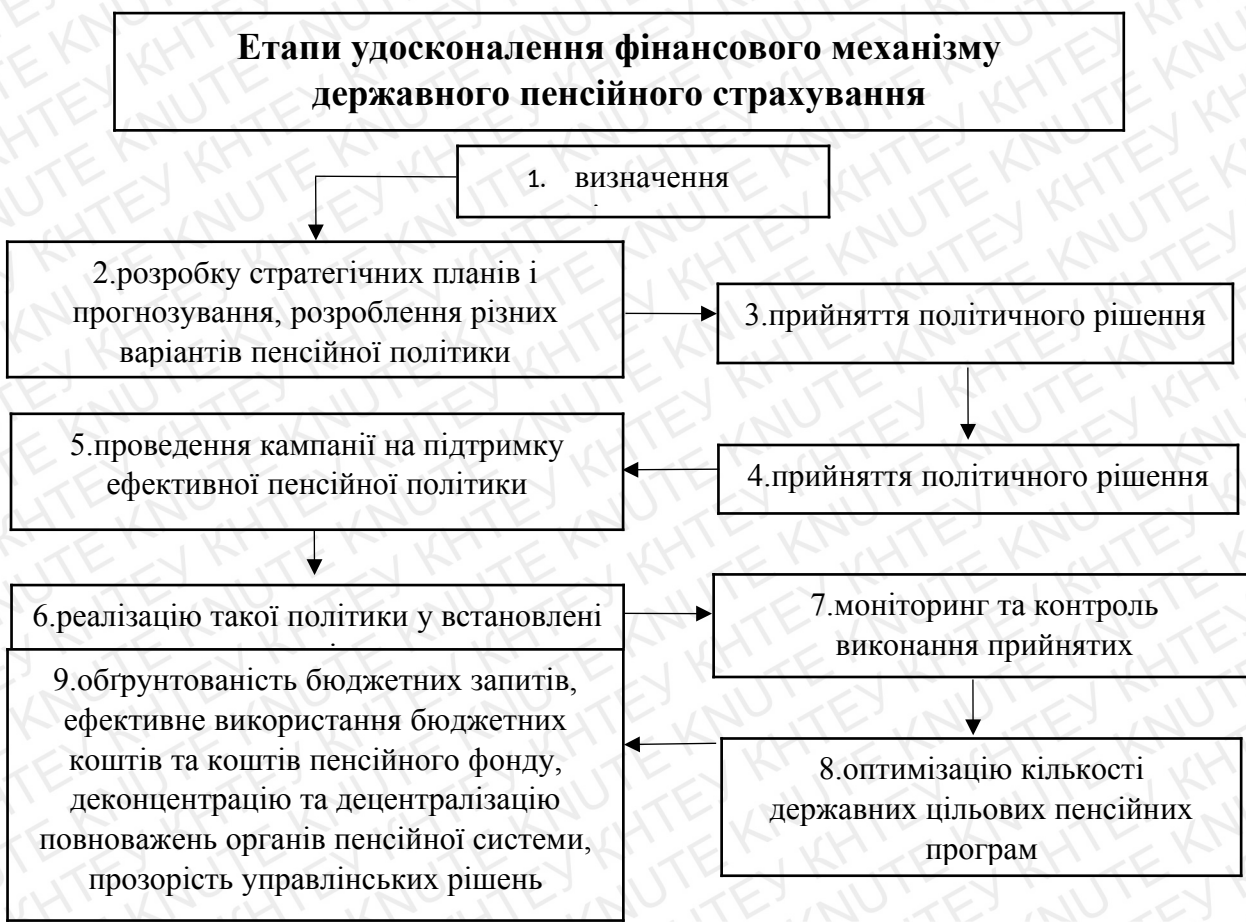 Етапи удосконалення фінансового механізму
державного пенсійного страхування
1. визначення
2.розробку стратегічних планів і
прогнозування, розроблення різних
варіантів пенсійної політики
3.прийняття політичного рішення
5.проведення кампанії на підтримку
ефективної пенсійної політики
4.прийняття політичного рішення
6.реалізацію такої політики у встановлені
7.моніторинг та контроль
виконання прийнятих
9.обґрунтованість бюджетних запитів,
ефективне використання бюджетних
коштів та коштів пенсійного фонду,
деконцентрацію та децентралізацію
повноважень органів пенсійної системи,
прозорість управлінських рішень
8.оптимізацію кількості
державних цільових пенсійних
програм